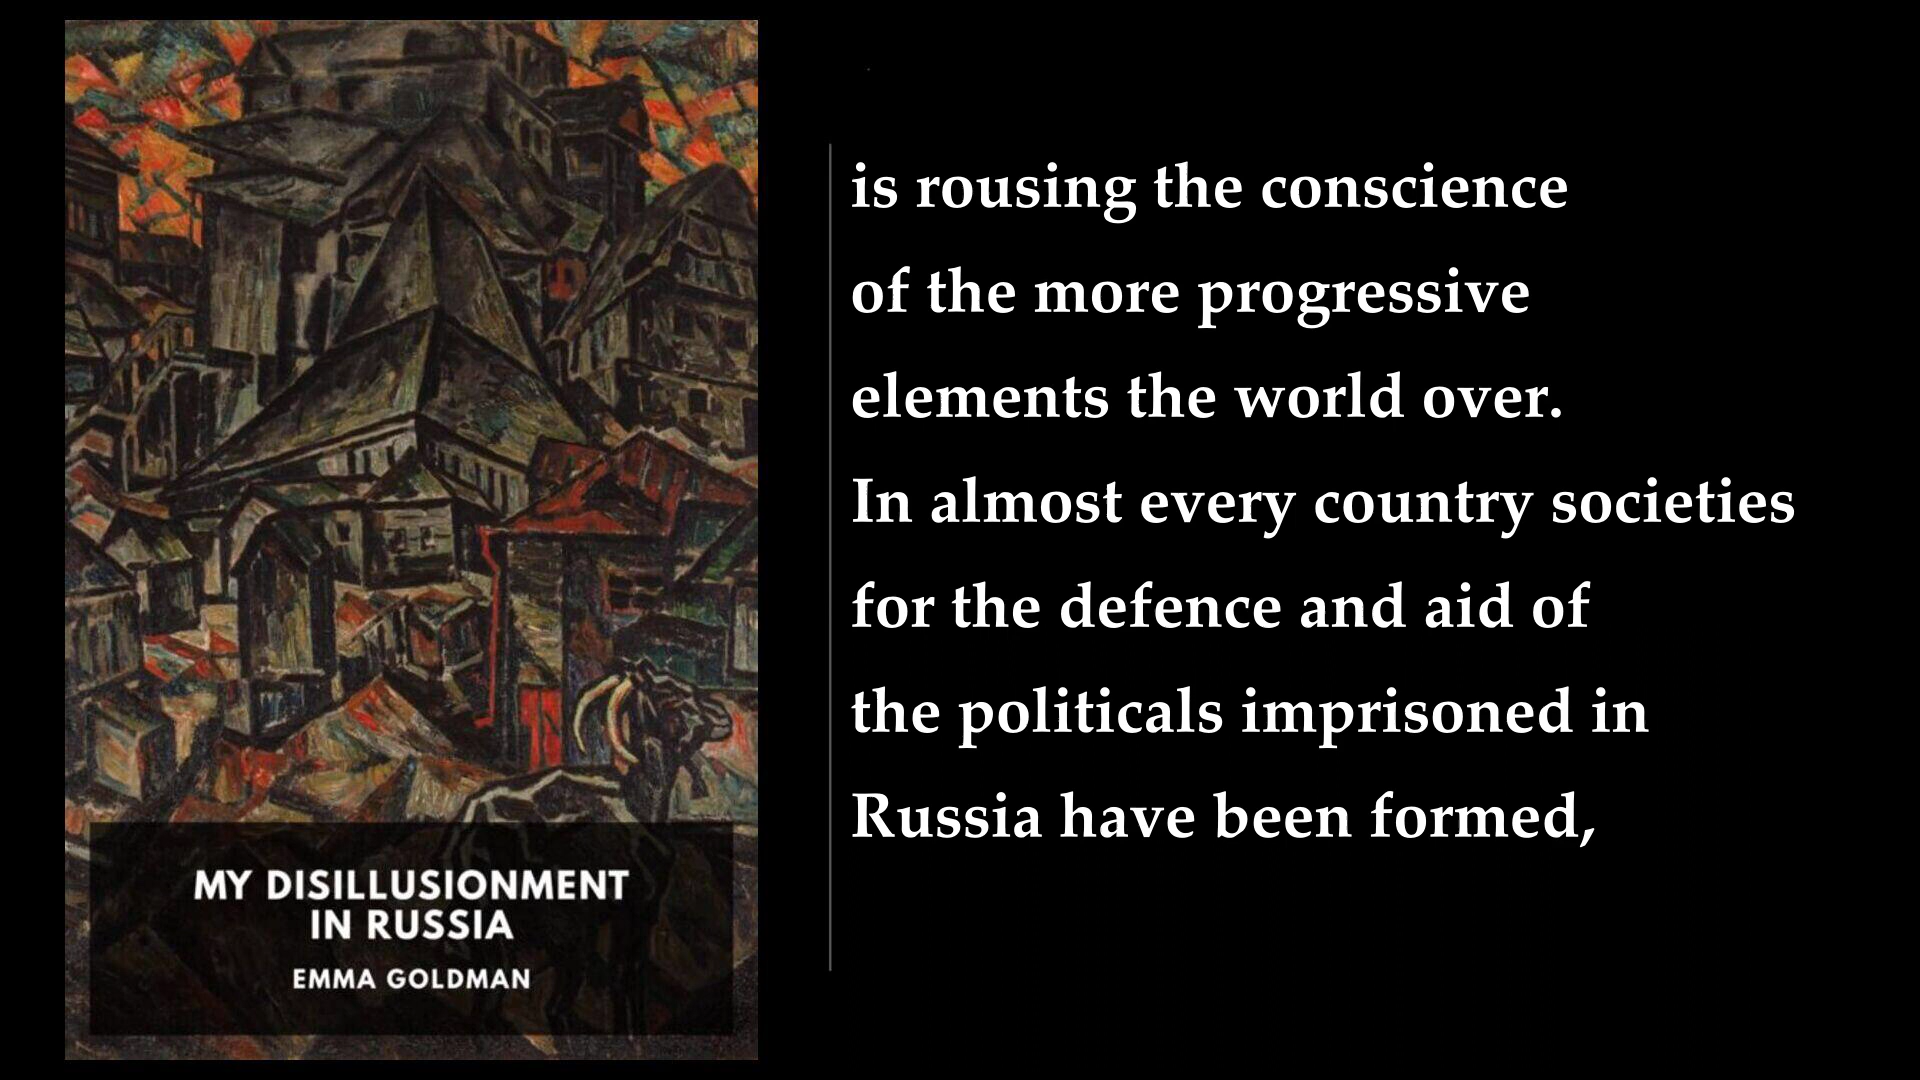 MY DISILLUSIONMENT
IN RUSSIA
EMMA GOLDMAN
is rousing the conscience
of the more progressive
elements the world over.
In almost every country societies
for the defence and aid of
the politicals imprisoned in
Russia have been formed,